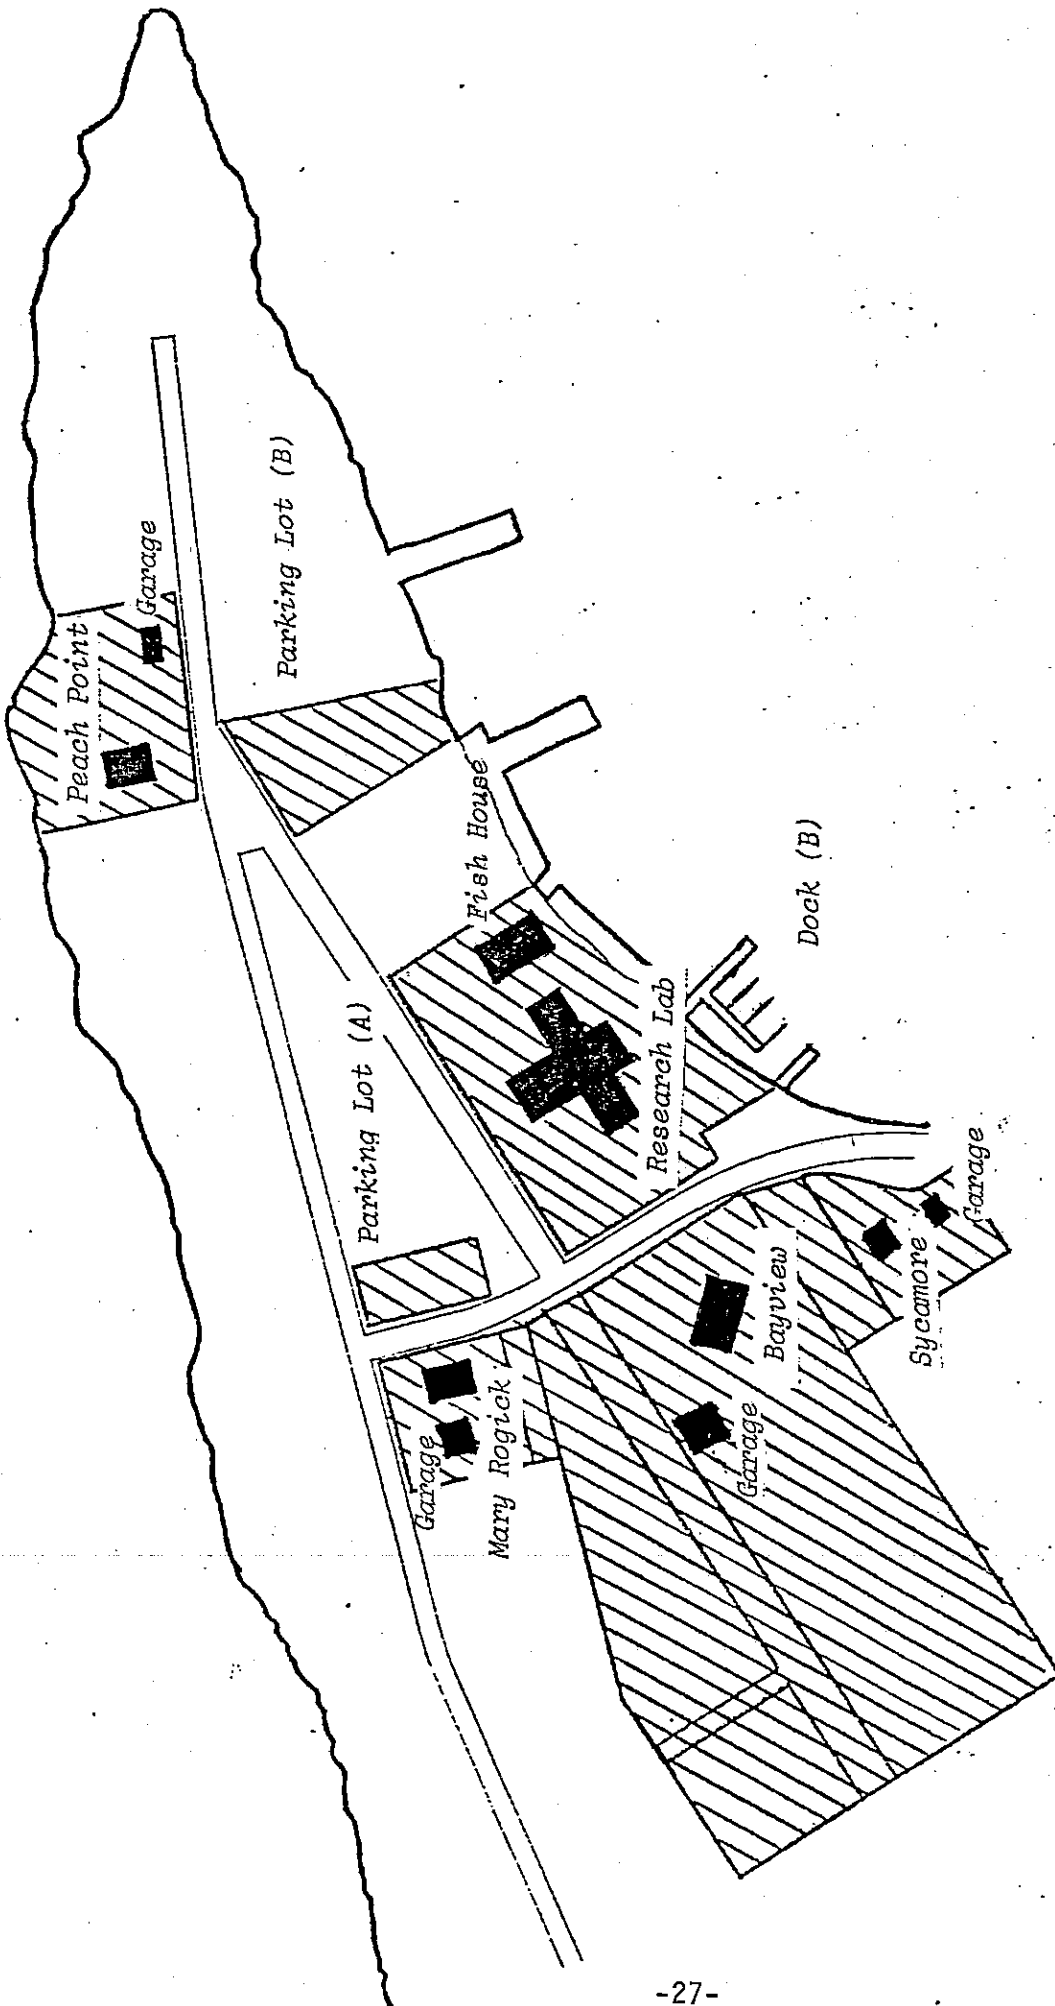 Peach Point
Garage
Parking Lot (B)
Fish House
Parking Lot (A)
Research Lab
Dock (B)
Garage
Mary Rogick
Garage
Bayview
Sycamore
Garage
-27-